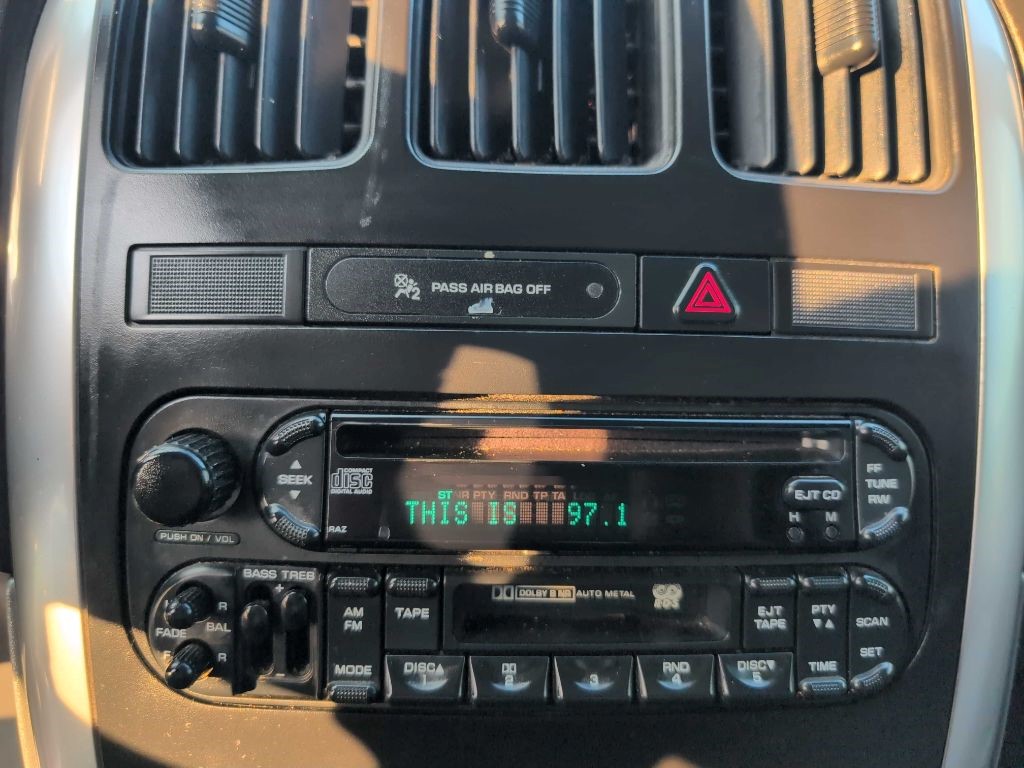 PASS AIR BAG OFF
2
SEEK
COMPACT
disc
DIGITAL AUDIO
ST PTY RND TP TA
THIS IS 97.1
RAZ
EJT CD
H M
FF
TUNE
RW
PUSH ON / VOL
BASS TREB
FADE
BAL
R
R
AM
FM
MODE
TAPE
DOLBY B NR AUTO METAL
EJT
TAPE
PTY
TIME
SCAN
SET
DISC 1
2
3
RND 4
DISC 5